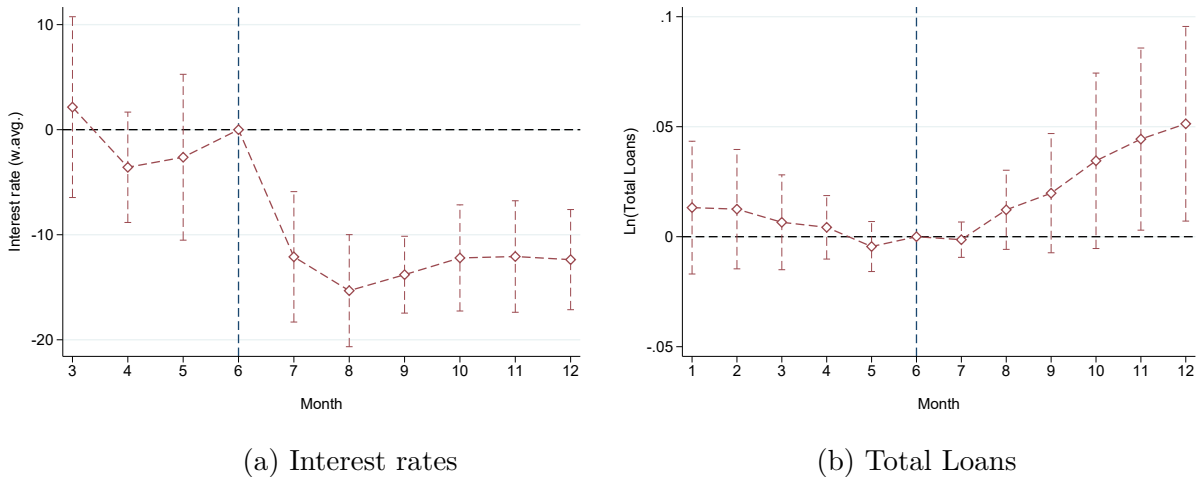 10
0
-10
-20
Interest rate (w.avg.)
3 4 5 6 7 8 9 10 11 12
Month
(a) Interest rates
.1
.05
0
-.05
Ln(Total Loans)
1 2 3 4 5 6 7 8 9 10 11 12
Month
(b) Total Loans